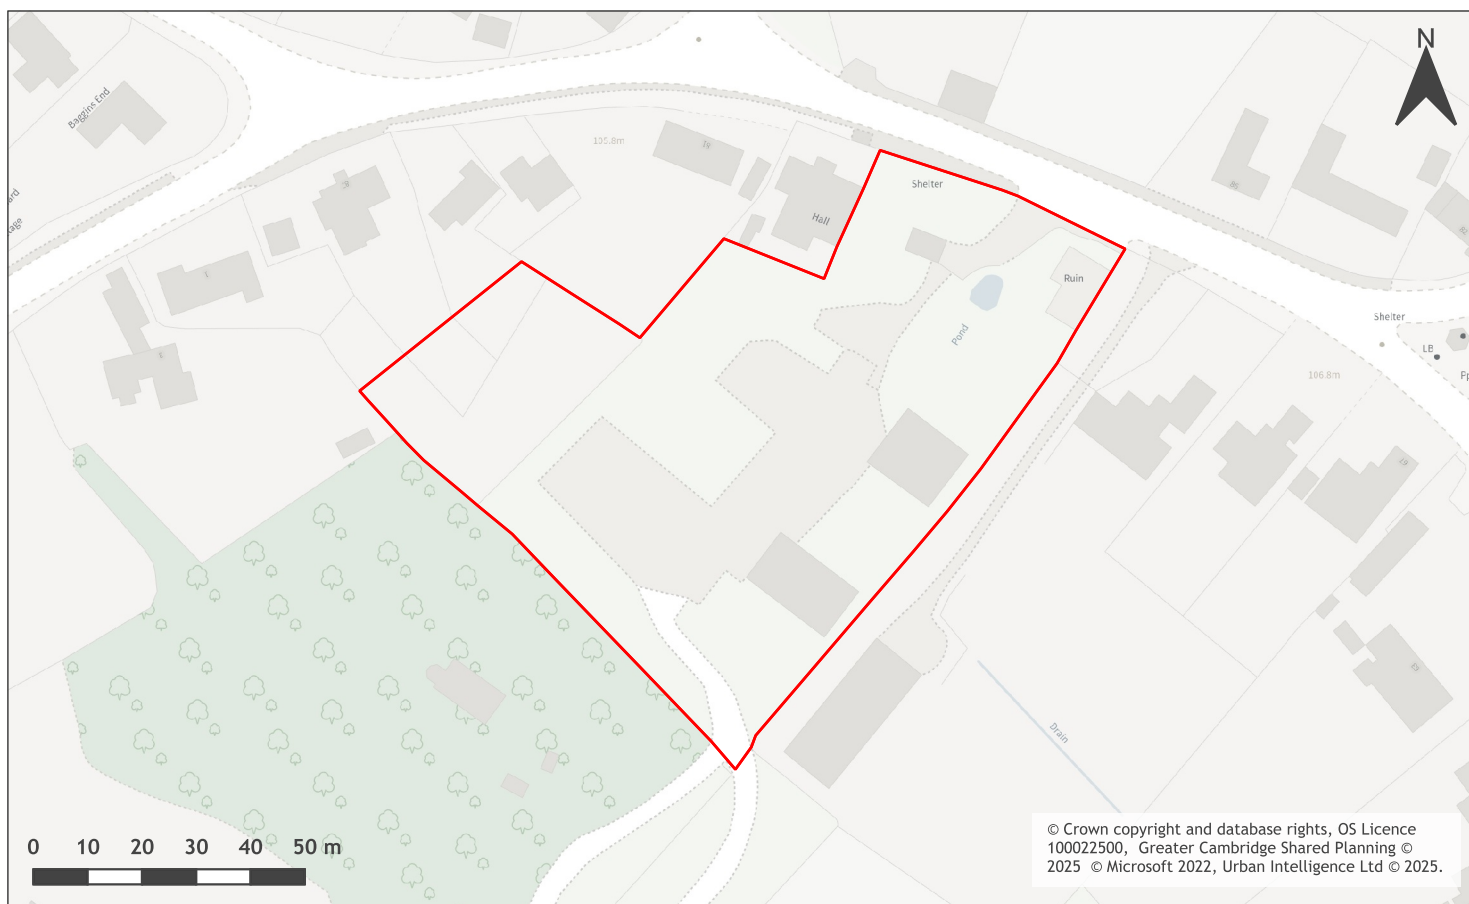 N
Baggins End
105.8m
Shelter
Hall
Ruin
Pond
Shelter
LB
106.8m
Drain
0 10 20 30 40 50 m
© Crown copyright and database rights, OS Licence
100022500, Greater Cambridge Shared Planning ©
2025 © Microsoft 2022, Urban Intelligence Ltd © 2025.